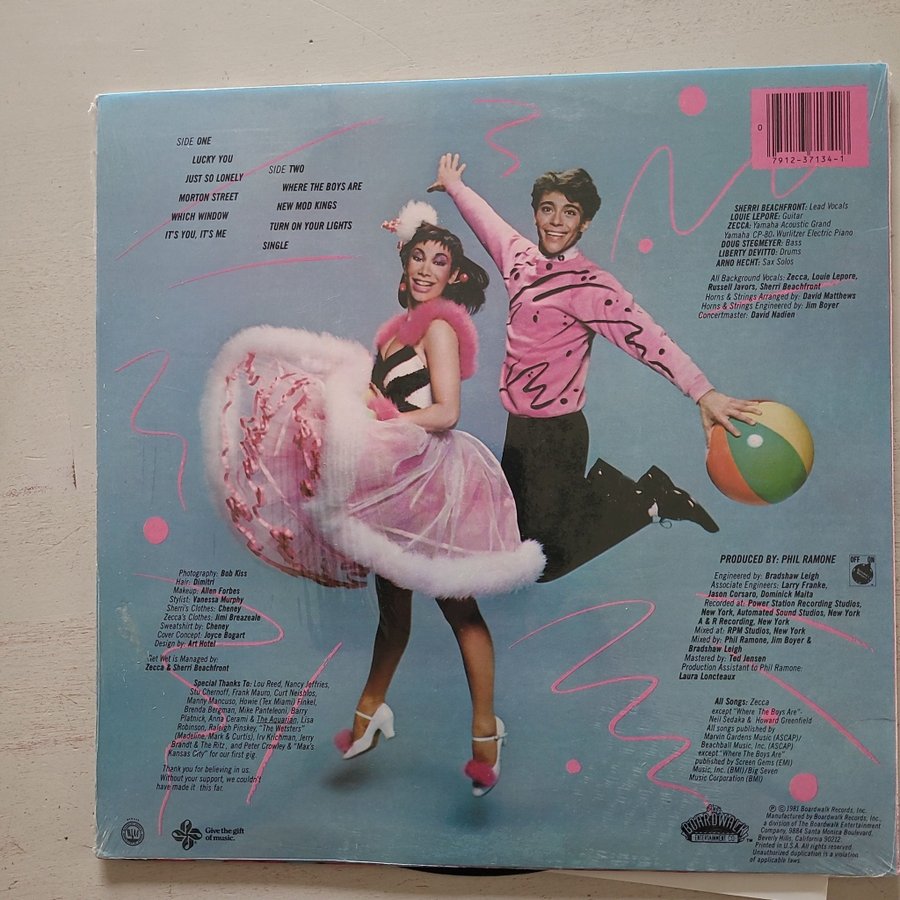 SIDE ONE
LUCKY YOU
JUST SO LONELY
MORTON STREET
WHICH WINDOW
IT'S YOU, IT'S ME
SIDE TWO
WHERE THE BOYS ARE
NEW MOD KINGS
TURN ON YOUR LIGHTS
SINGLE
0
7912-37134-1
SHERRI BEACHFRONT: Lead Vocals
LOUIE LEPORE: Guitar
ZECCA: Yamaha Acoustic Grand
Yamaha CP-80, Wurlitzer Electric Piano
DOUG STEGMEYER: Bass
LIBERTY DEVITTO: Drums
ARNO HECHT: Sax Solos
All Background Vocals: Zecca, Louie Lepore,
Russell Javors, Sherri Beachfront
Horns & Strings Arranged by: David Matthews
Horns & Strings Engineered by: Jim Boyer
Concertmaster: David Nadien
PRODUCED BY: PHIL RAMONE
OFF ON
Engineered by: Bradshaw Leigh
Associate Engineers: Larry Franke,
Jason Corsaro, Dominick Maita
Recorded at: Power Station Recording Studios,
New York, Automated Sound Studios, New York
A & R Recording, New York
Mixed at: RPM Studios, New York
Mixed by: Phil Ramone, Jim Boyer &
Bradshaw Leigh
Mastered by: Ted Jensen
Production Assistant to Phil Ramone:
Laura Loncteaux
All Songs: Zecca
except "Where The Boys Are"-
Neil Sedaka & Howard Greenfield
All songs published by
Marvin Gardens Music (ASCAP)/
Beachball Music, Inc. (ASCAP)
except "Where The Boys Are"
published by Screen Gems (EMI)
Music, Inc. (BMI)/Big Seven
Music Corporation (BMI)
Photography: Bob Kiss
Hair: Dimitri
Makeup: Allen Forbes
Stylist: Vanessa Murphy
Sherri's Clothes: Cheney
Zecca's Clothes: Jimi Breazeale
Sweatshirt by: Cheney
Cover Concept: Joyce Bogart
Design by: Art Hotel
Net Wet is Managed by:
Zecca & Sherri Beachfront
Special Thanks To: Lou Reed, Nancy Jeffries,
Stu Chernoff, Frank Mauro, Curt Neishlos,
Manny Mancuso, Howie (Tex Miami) Finkel,
Brenda Bergman, Mike Panteleoni, Barry
Platnick, Anna Cerami & The Aquarian, Lisa
Robinson, Raleigh Pinskey, "The Wetsters"
(Madeline, Mark & Curtis), Irv Krichman, Jerry
Brandt & The Ritz, and Peter Crowley & "Max's
Kansas City" for our first gig.
Thank you for believing in us.
Without your support, we couldn't
have made it this far.
Give the gift
of music.
BOARDWALK
ENTERTAINMENT CO.
TM
℗ © 1981 Boardwalk Records, Inc.
Manufactured by Boardwalk Records, Inc.,
a division of The Boardwalk Entertainment
Company, 9884 Santa Monica Boulevard,
Beverly Hills, California 90212
Printed in U.S.A. All rights reserved.
Unauthorized duplication is a violation
of applicable laws.